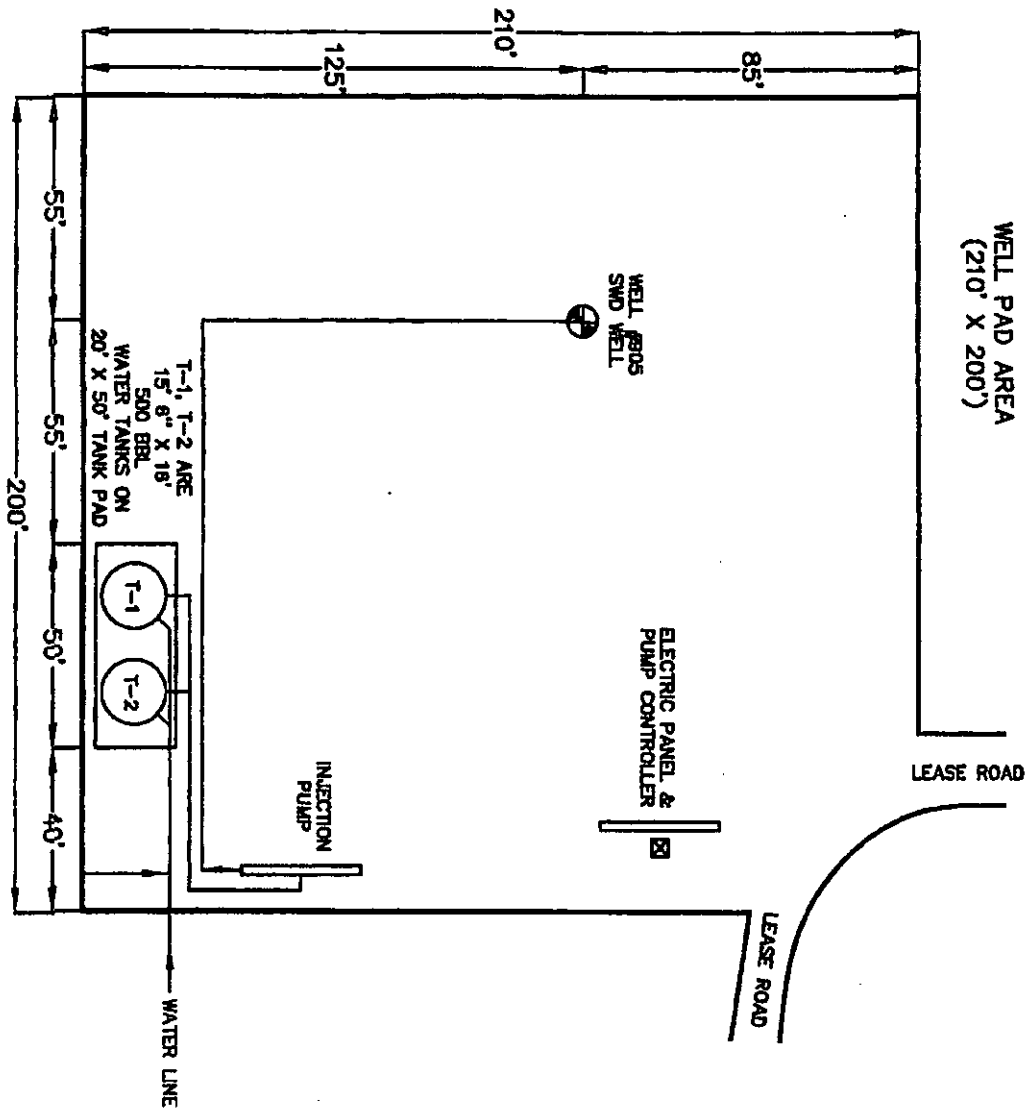 WELL PAD AREA
(210' X 200')
210'
125'
85'
WELL #905
SWD WELL
LEASE ROAD
LEASE ROAD
ELECTRIC PANEL &
PUMP CONTROLLER
INJECTION
PUMP
T-1, T-2 ARE
15' 6" X 16'
500 BBL
WATER TANKS ON
20' X 50' TANK PAD
T-1
T-2
55'
55'
50'
40'
200'
WATER LINE